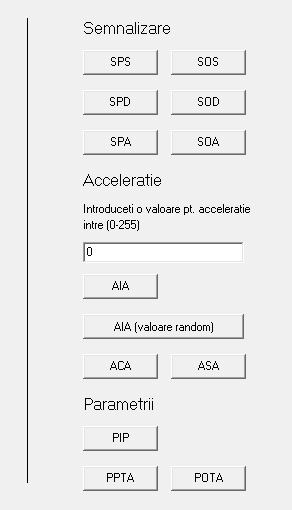 Semnalizare
SPS SOS
SPD SOD
SPA SOA
Acceleratie
Introduceti o valoare pt. acceleratie
intre (0-255)
0
AIA
AIA (valoare random)
ACA ASA
Parametrii
PIP
PPTA POTA